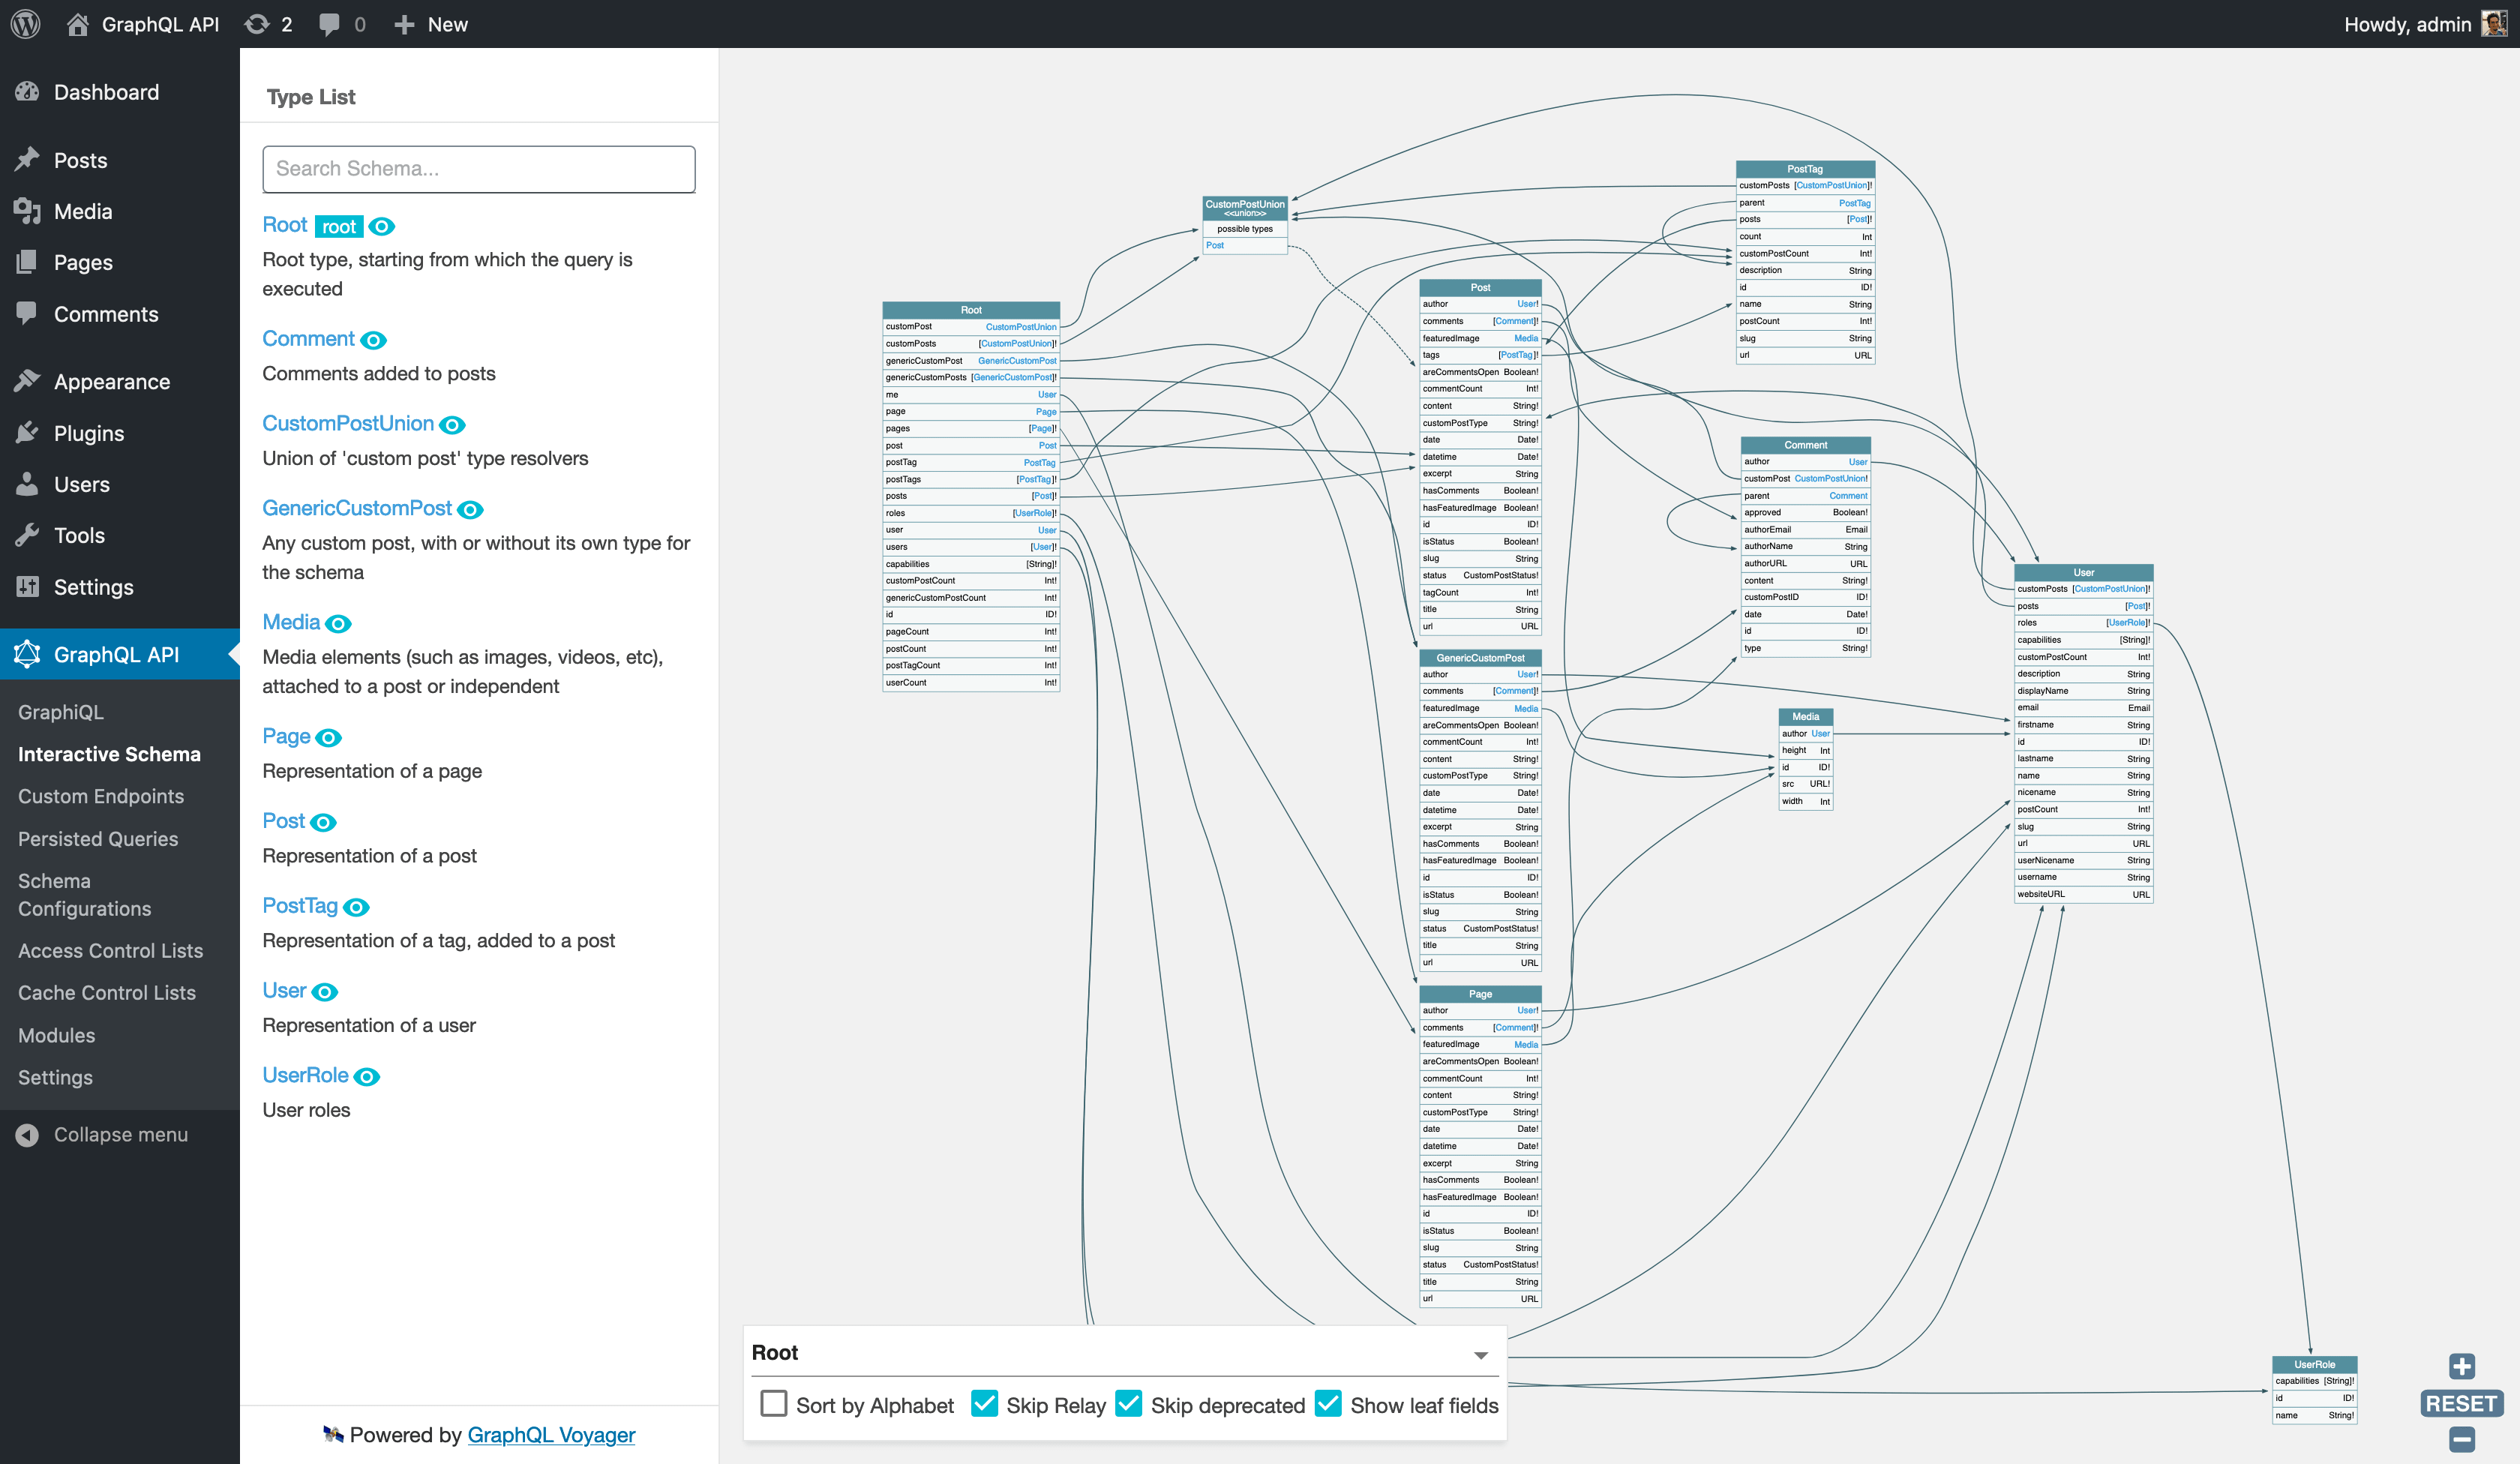 GraphQL API 2 0 New
Howdy, admin
Dashboard
Posts
Media
Pages
Comments
Appearance
Plugins
Users
Tools
Settings
GraphQL API
GraphiQL
Interactive Schema
Custom Endpoints
Persisted Queries
Schema
Configurations
Access Control Lists
Cache Control Lists
Modules
Settings
Collapse menu
Type List
Search Schema...
Root root
Root type, starting from which the query is
executed
Comment
Comments added to posts
CustomPostUnion
Union of 'custom post' type resolvers
GenericCustomPost
Any custom post, with or without its own type for
the schema
Media
Media elements (such as images, videos, etc),
attached to a post or independent
Page
Representation of a page
Post
Representation of a post
PostTag
Representation of a tag, added to a post
User
Representation of a user
UserRole
User roles
Powered by GraphQL Voyager
Root
customPost CustomPostUnion
customPosts [CustomPostUnion]!
genericCustomPost GenericCustomPost
genericCustomPosts [GenericCustomPost]!
me User
page Page
pages [Page]!
post Post
postTag PostTag
postTags [PostTag]!
posts [Post]!
roles [UserRole]!
user User
users [User]!
capabilities [String]!
customPostCount Int!
genericCustomPostCount Int!
id ID!
pageCount Int!
postCount Int!
postTagCount Int!
userCount Int!
CustomPostUnion
<<union>>
possible types
Post
Post
author User!
comments [Comment]!
featuredImage Media
tags [PostTag]!
areCommentsOpen Boolean!
commentCount Int!
content String!
customPostType String!
date Date!
datetime Date!
excerpt String
hasComments Boolean!
hasFeaturedImage Boolean!
id ID!
isStatus Boolean!
slug String
status CustomPostStatus!
tagCount Int!
title String
url URL
GenericCustomPost
author User!
comments [Comment]!
featuredImage Media
areCommentsOpen Boolean!
commentCount Int!
content String!
customPostType String!
date Date!
datetime Date!
excerpt String
hasComments Boolean!
hasFeaturedImage Boolean!
id ID!
isStatus Boolean!
slug String
status CustomPostStatus!
title String
url URL
Page
author User!
comments [Comment]!
featuredImage Media
areCommentsOpen Boolean!
commentCount Int!
content String!
customPostType String!
date Date!
datetime Date!
excerpt String
hasComments Boolean!
hasFeaturedImage Boolean!
id ID!
isStatus Boolean!
slug String
status CustomPostStatus!
title String
url URL
PostTag
customPosts [CustomPostUnion]!
parent PostTag
posts [Post]!
count Int
customPostCount Int!
description String
id ID!
name String
postCount Int!
slug String
url URL
Comment
author User
customPost CustomPostUnion!
parent Comment
approved Boolean!
authorEmail Email
authorName String
authorURL URL
content String!
customPostID ID!
date Date!
id ID!
type String!
Media
author User
height Int
id ID!
src URL!
width Int
User
customPosts [CustomPostUnion]!
posts [Post]!
roles [UserRole]!
capabilities [String]!
customPostCount Int!
description String
displayName String
email Email
firstname String
id ID!
lastname String
name String
nicename String
postCount Int!
slug String
url URL
userNicename String
username String
websiteURL URL
UserRole
capabilities [String]!
id ID!
name String!
Root
Sort by Alphabet Skip Relay Skip deprecated Show leaf fields
RESET